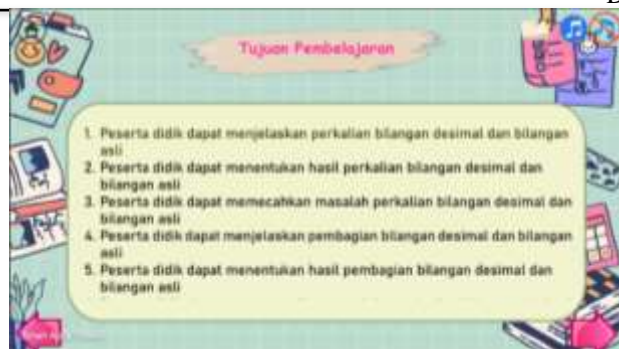 Tujuan Pembelajaran
1. Peserta didik dapat menjelaskan perkalian bilangan desimal dan bilangan
asli
2. Peserta didik dapat menentukan hasil perkalian bilangan desimal dan
bilangan asli
3. Peserta didik dapat memecahkan masalah perkalian bilangan desimal dan
bilangan asli
4. Peserta didik dapat menjelaskan pembagian bilangan desimal dan bilangan
asli
5. Peserta didik dapat menentukan hasil pembagian bilangan desimal dan
bilangan asli